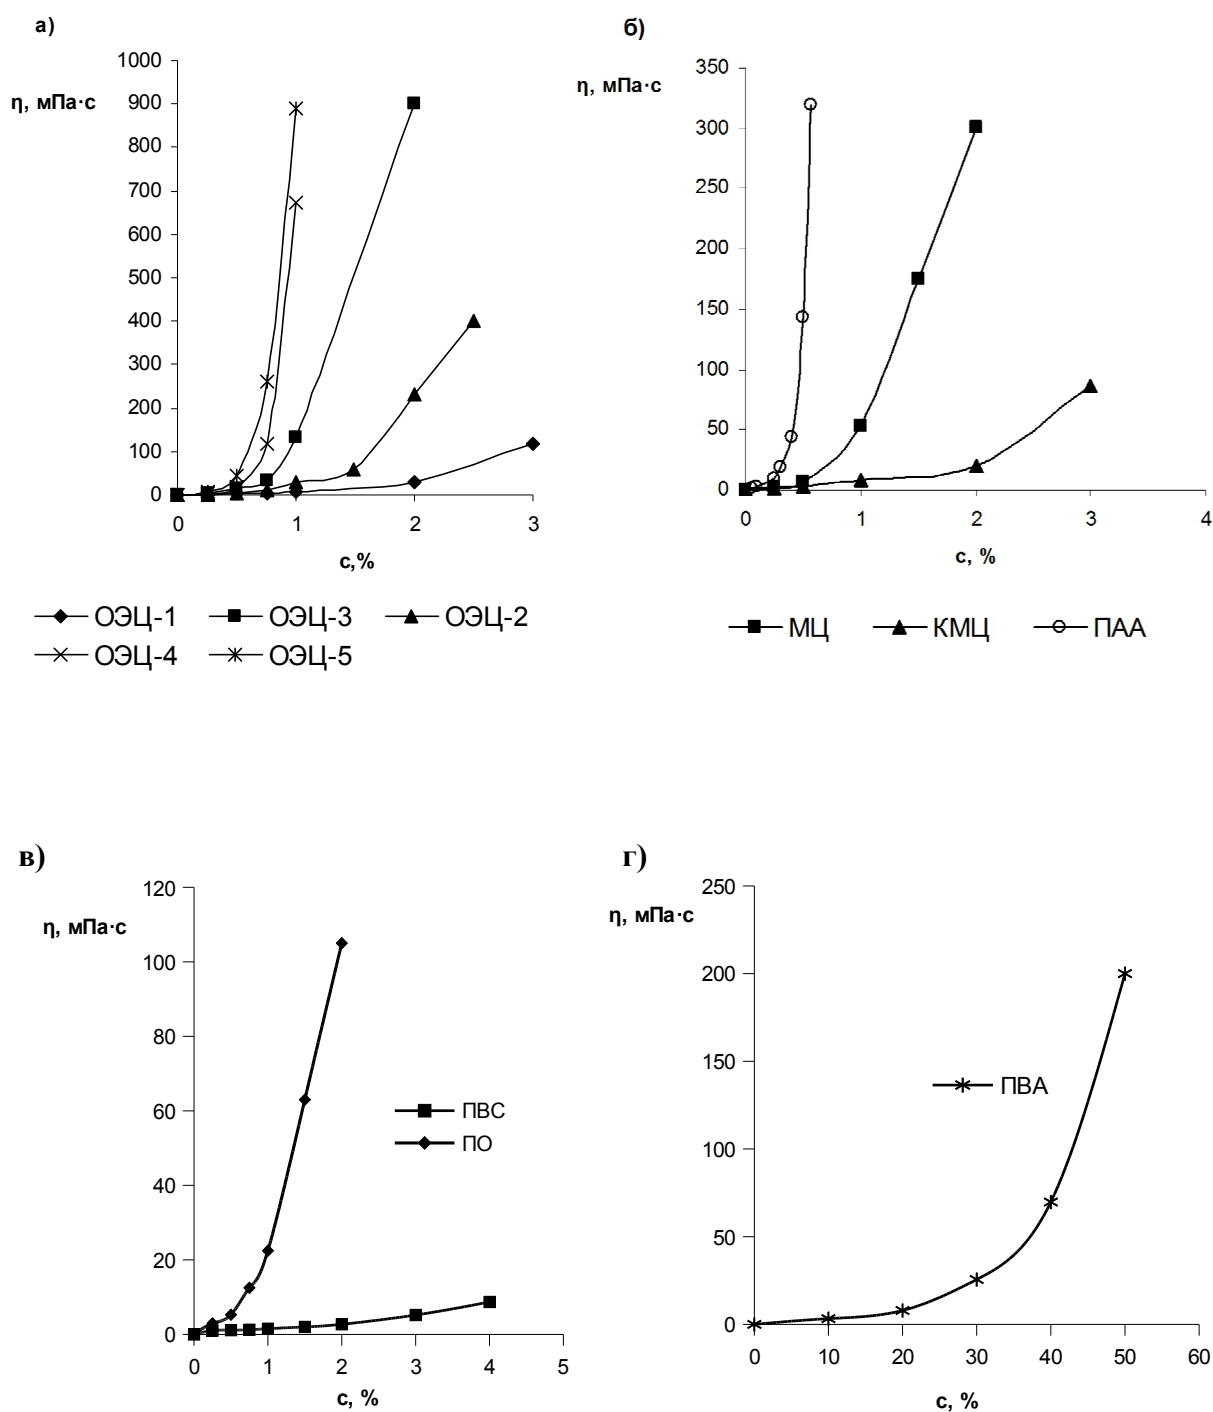 а)
η, мПа·с
1000
900
800
700
600
500
400
300
200
100
0
0 1 2 3
с,%
ОЭЦ-1 ОЭЦ-3 ОЭЦ-2
ОЭЦ-4 ОЭЦ-5
б)
η, мПа·с
350
300
250
200
150
100
50
0
0 1 2 3 4
с, %
МЦ КМЦ ПАА
в)
η, мПа·с
120
100
80
60
40
20
0
0 1 2 3 4 5
с, %
ПВС
ПО
г)
η, мПа·с
250
200
150
100
50
0
0 10 20 30 40 50 60
с, %
ПВА